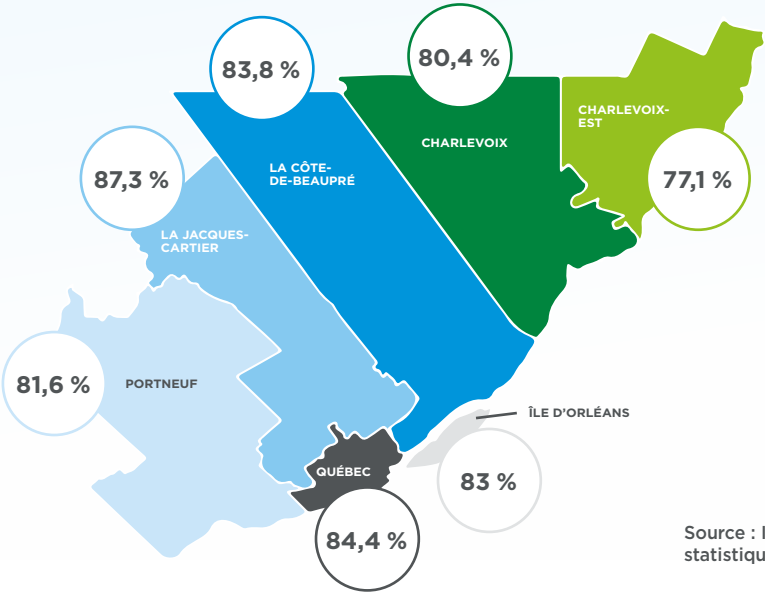 83,8 %
80,4 %
CHARLEVOIX-
EST
CHARLEVOIX
LA CÔTE-
DE-BEAUPRÉ
87,3 %
77,1 %
LA JACQUES-
CARTIER
81,6 %
PORTNEUF
ÎLE D'ORLÉANS
QUÉBEC
83 %
84,4 %
Source :